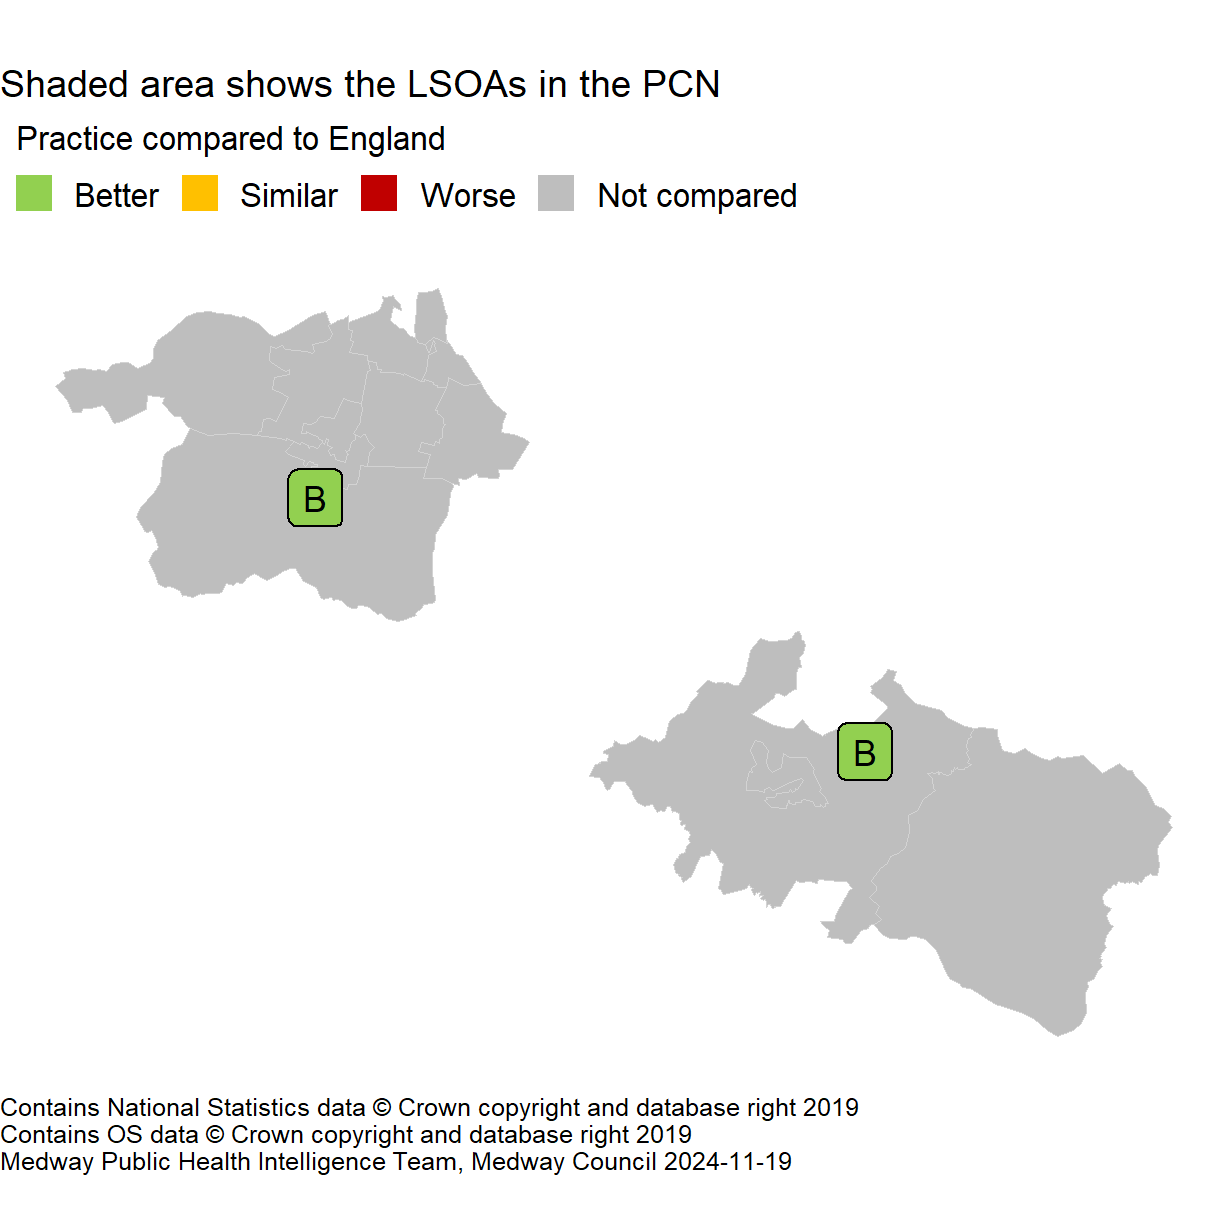 Shaded area shows the LSOAs in the PCN
Practice compared to England
Better Similar Worse Not compared
B
B
Contains National Statistics data © Crown copyright and database right 2019
Contains OS data © Crown copyright and database right 2019
Medway Public Health Intelligence Team, Medway Council 2024-11-19